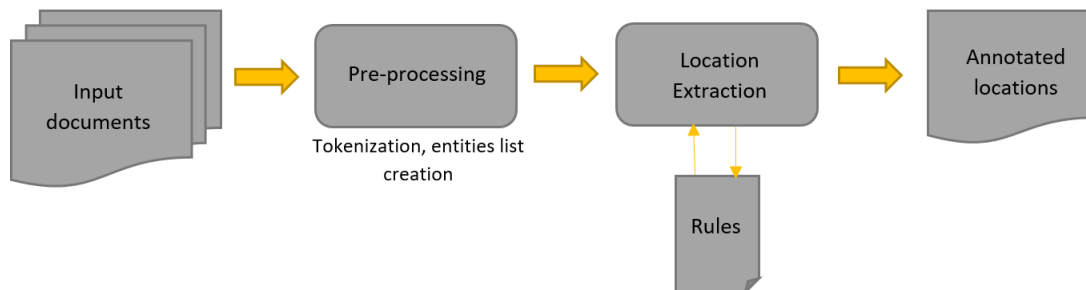 Input
documents
Pre-processing
Tokenization, entities list
creation
Location
Extraction
Rules
Annotated
locations